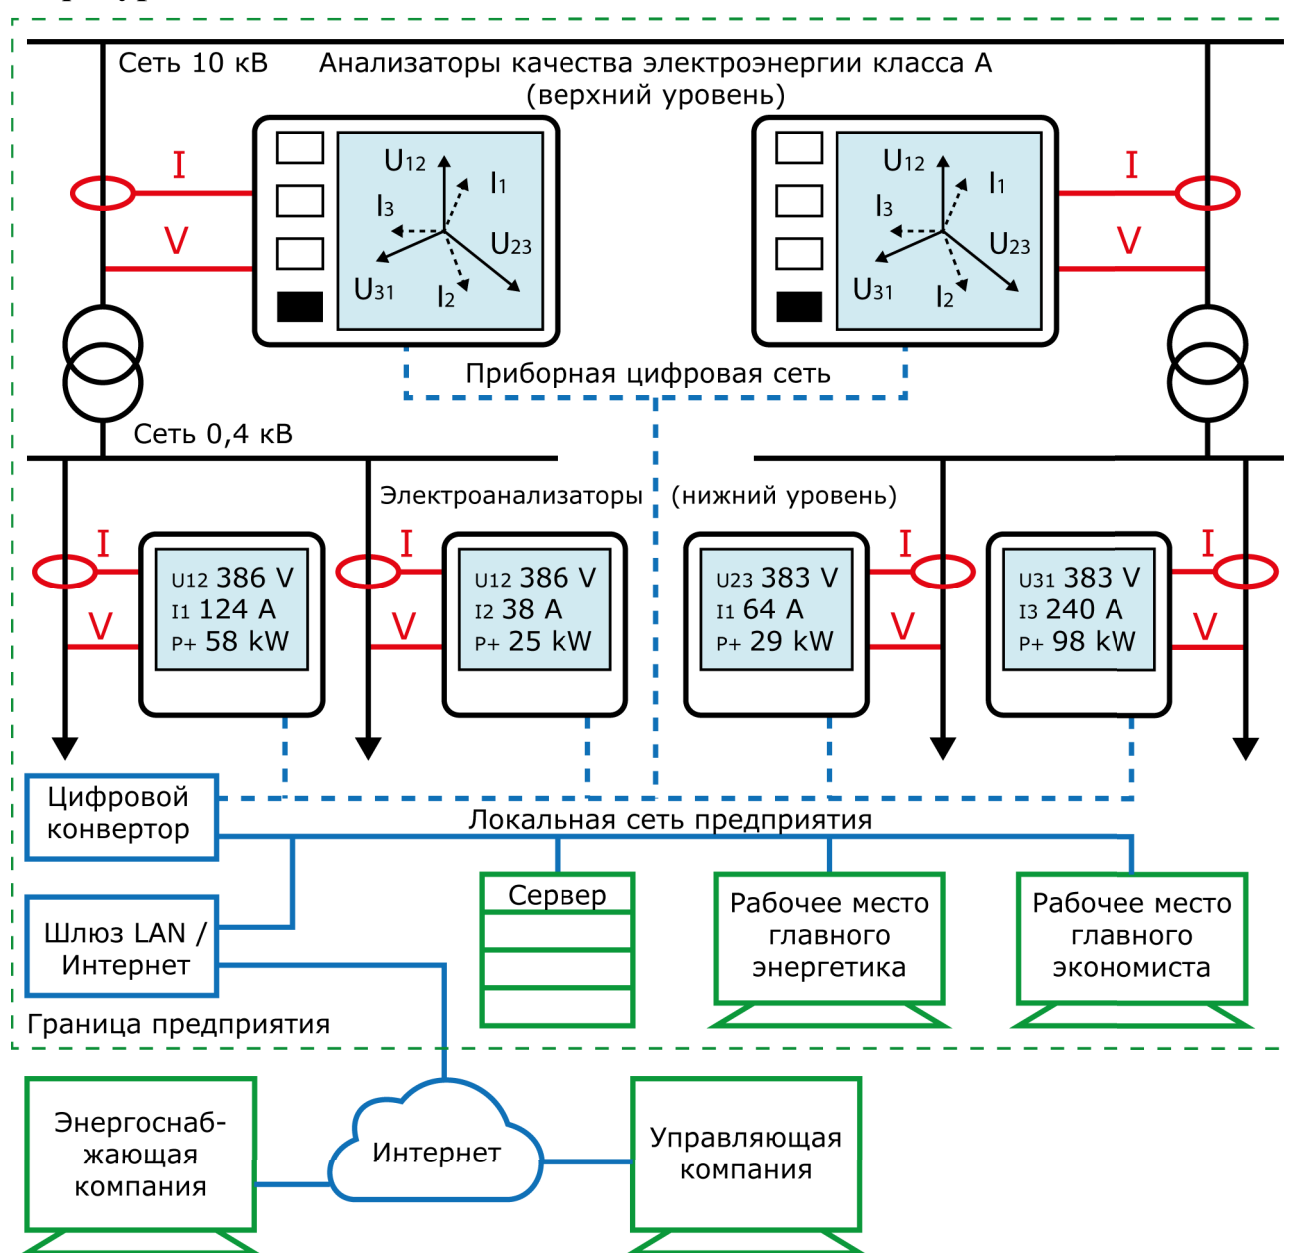 Сеть 10 кВ
Анализаторы качества электроэнергии класса А
(верхний уровень)
I
V
U12
I1
I3
U23
U31
I2
U12
I1
I3
U23
U31
I2
I
V
Приборная цифровая сеть
Сеть 0,4 кВ
Электроанализаторы (нижний уровень)
I
V
U12 386 V
I1 124 A
P+ 58 kW
I
V
U12 386 V
I2 38 A
P+ 25 kW
U23 383 V
I1 64 A
P+ 29 kW
I
V
U31 383 V
I3 240 A
P+ 98 kW
I
V
Цифровой
конвертор
Локальная сеть предприятия
Шлюз LAN /
Интернет
Сервер
Рабочее место
главного
энергетика
Рабочее место
главного
экономиста
Граница предприятия
Энергоснаб-
жающая
компания
Интернет
Управляющая
компания